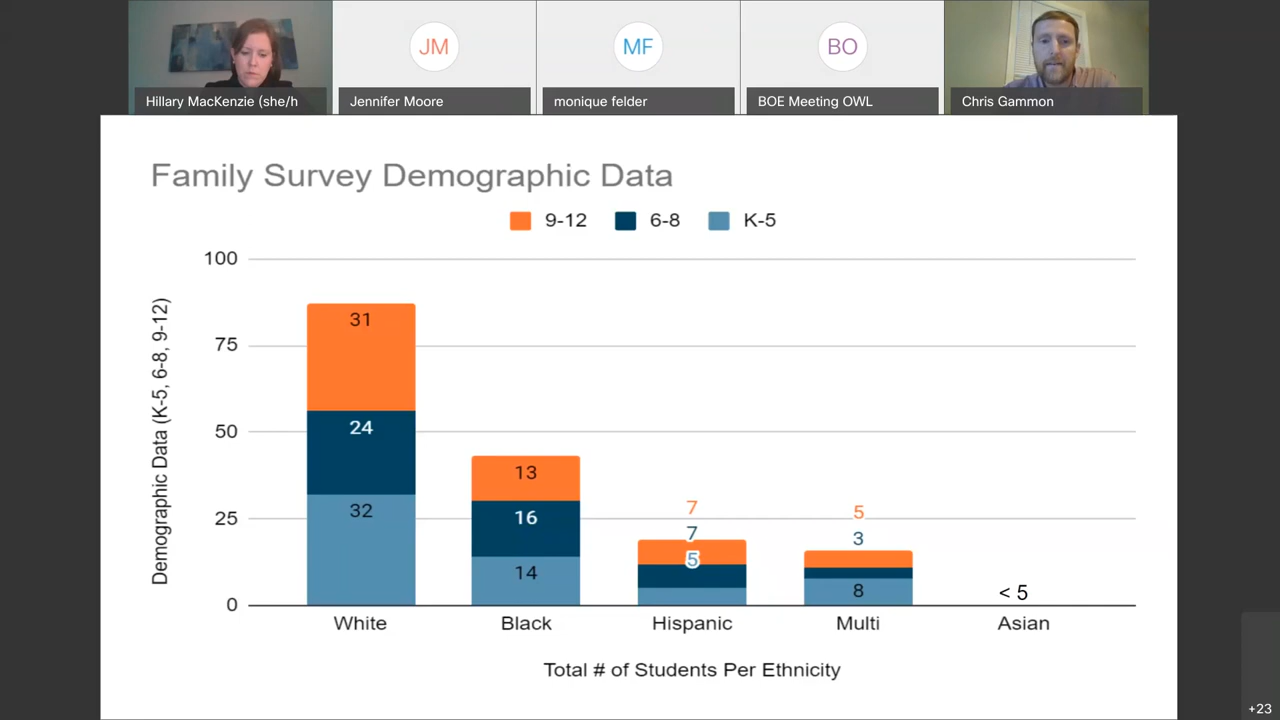 JM
MF
BO
Hillary MacKenzie (she/h
Jennifer Moore
monique felder
BOE Meeting OWL
Chris Gammon
Family Survey Demographic Data
9-12
6-8
K-5
Demographic Data (K-5, 6-8, 9-12)
100
75
50
25
0
31
24
32
13
16
14
7
7
5
5
3
8
< 5
White
Black
Hispanic
Multi
Asian
Total # of Students Per Ethnicity
+23